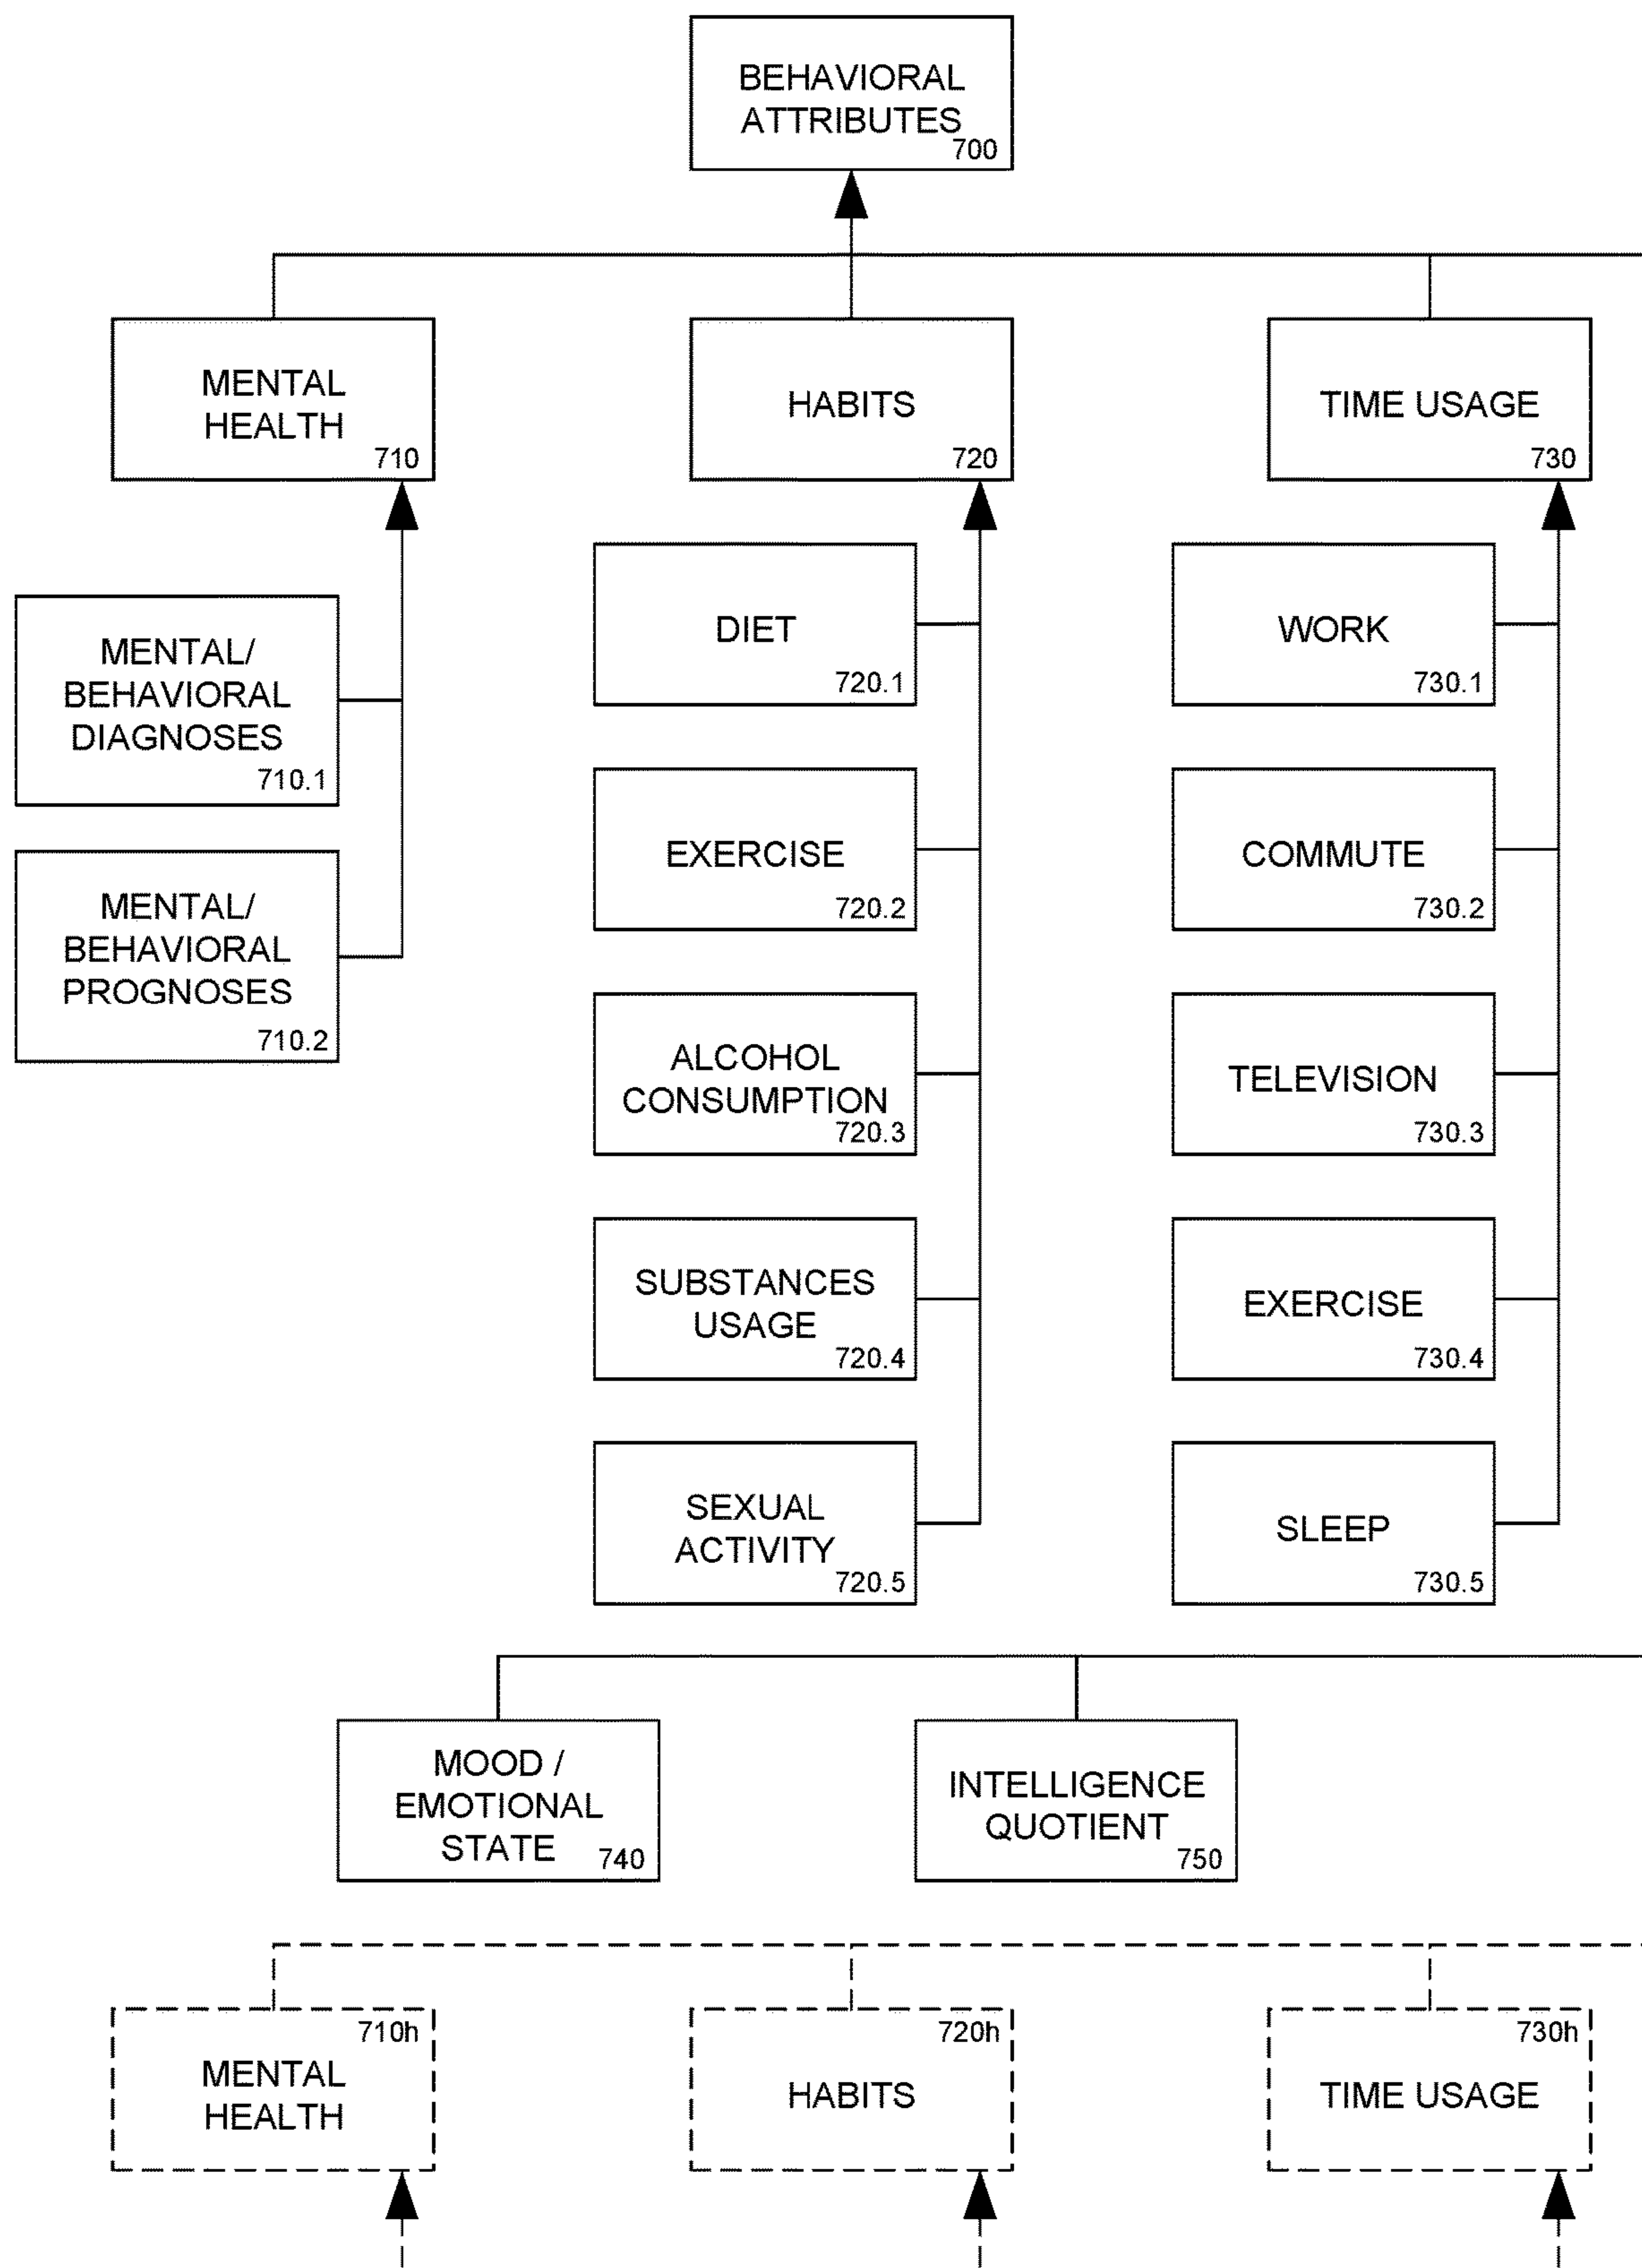 BEHAVIORAL
ATTRIBUTES
700
MENTAL
HEALTH
710
HABITS
720
TIME USAGE
730
MENTAL/
BEHAVIORAL
DIAGNOSES
710.1
MENTAL/
BEHAVIORAL
PROGNOSES
710.2
DIET
720.1
EXERCISE
720.2
ALCOHOL
CONSUMPTION
720.3
SUBSTANCES
USAGE
720.4
SEXUAL
ACTIVITY
720.5
WORK
730.1
COMMUTE
730.2
TELEVISION
730.3
EXERCISE
730.4
SLEEP
730.5
MOOD /
EMOTIONAL
STATE
740
INTELLIGENCE
QUOTIENT
750
710h
MENTAL
HEALTH
720h
HABITS
730h
TIME USAGE